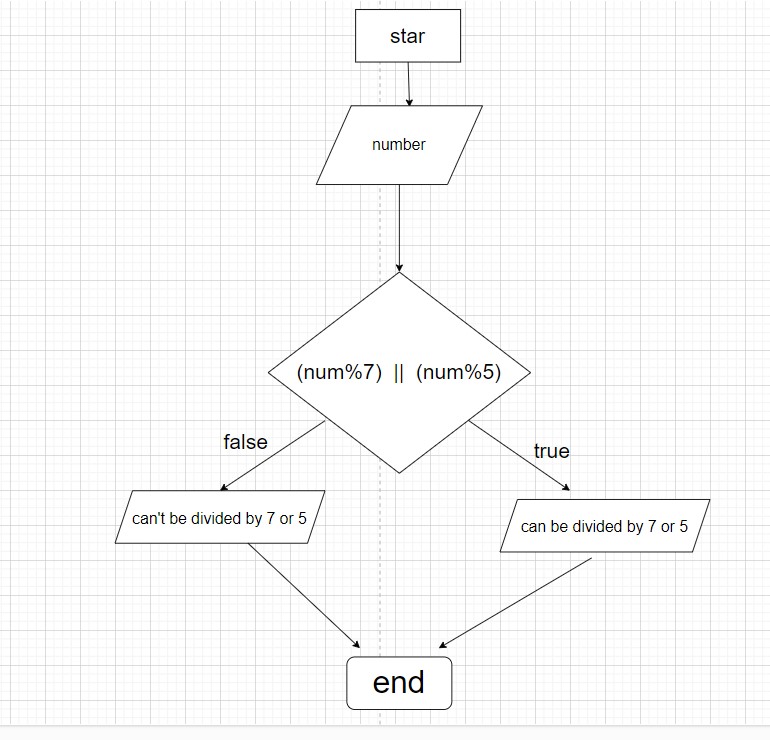 star
number
(num%7) || (num%5)
false
true
can't be divided by 7 or 5
can be divided by 7 or 5
end